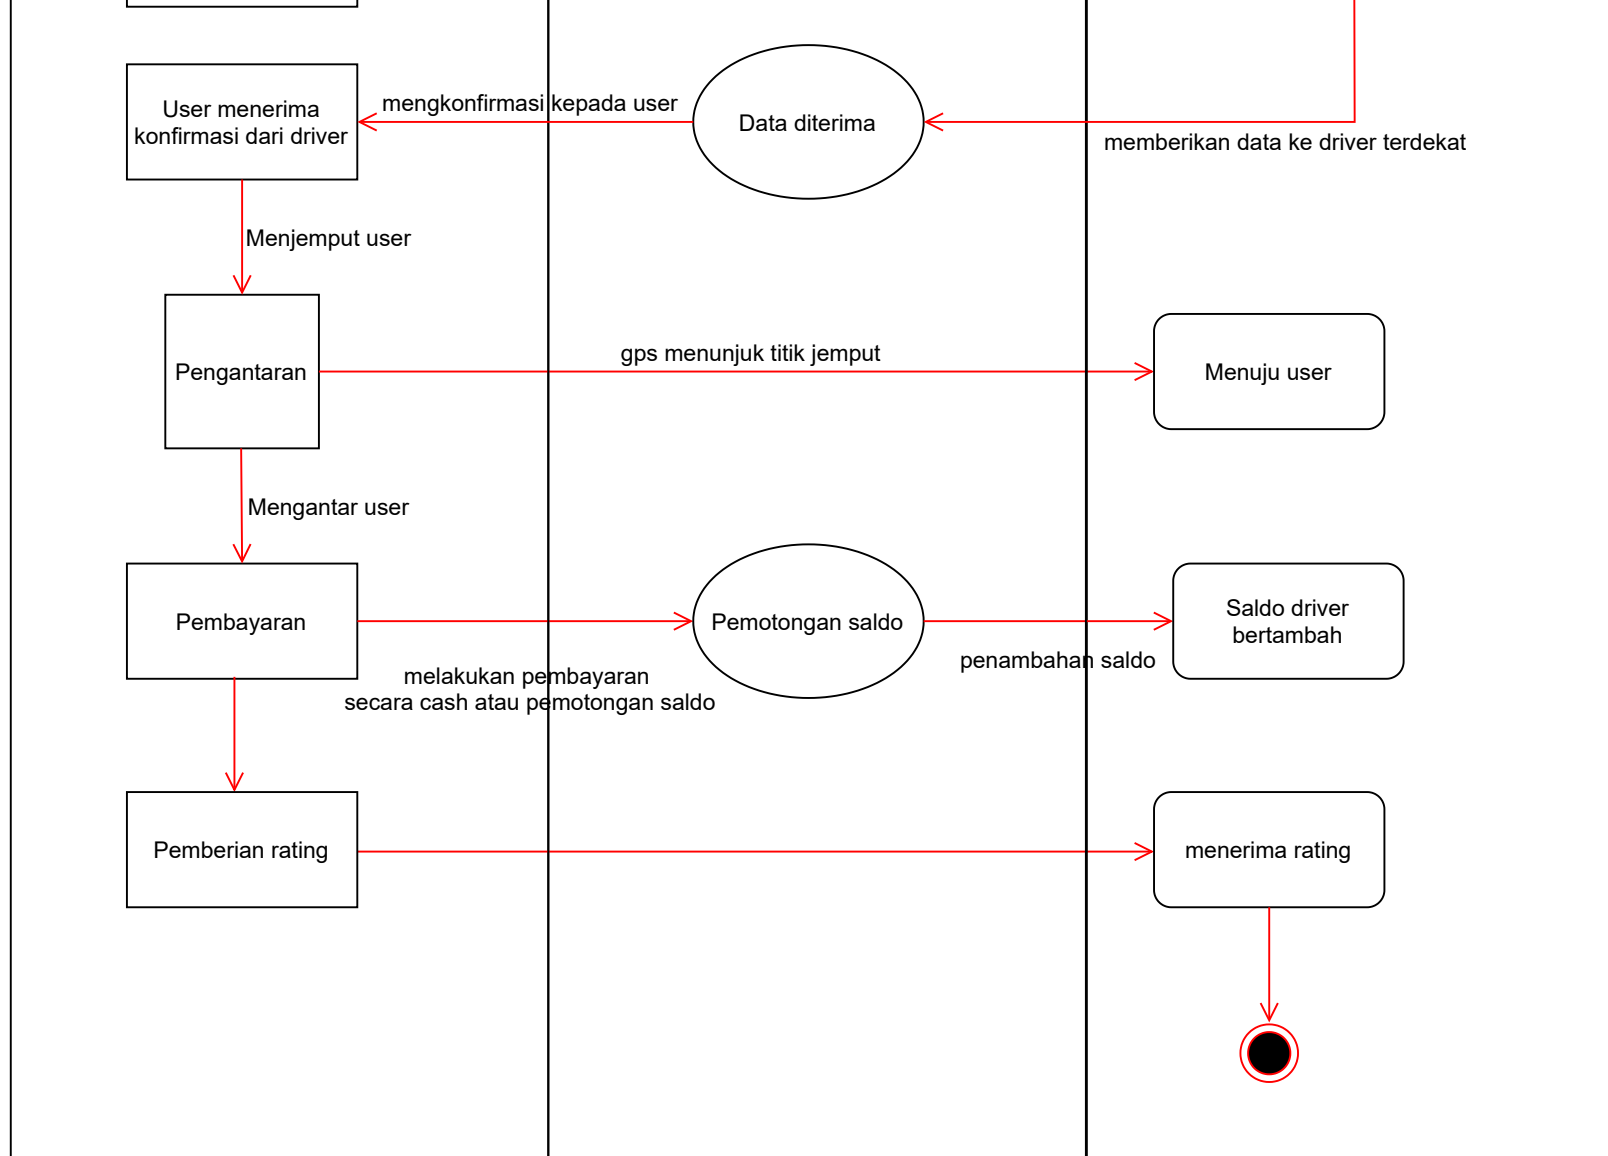 User menerima
konfirmasi dari driver
mengkonfirmasi kepada user
Data diterima
memberikan data ke driver terdekat
Menjemput user
Pengantaran
gps menunjuk titik jemput
Menuju user
Mengantar user
Pembayaran
melakukan pembayaran
secara cash atau pemotongan saldo
Pemotongan saldo
penambahan saldo
Saldo driver
bertambah
Pemberian rating
menerima rating